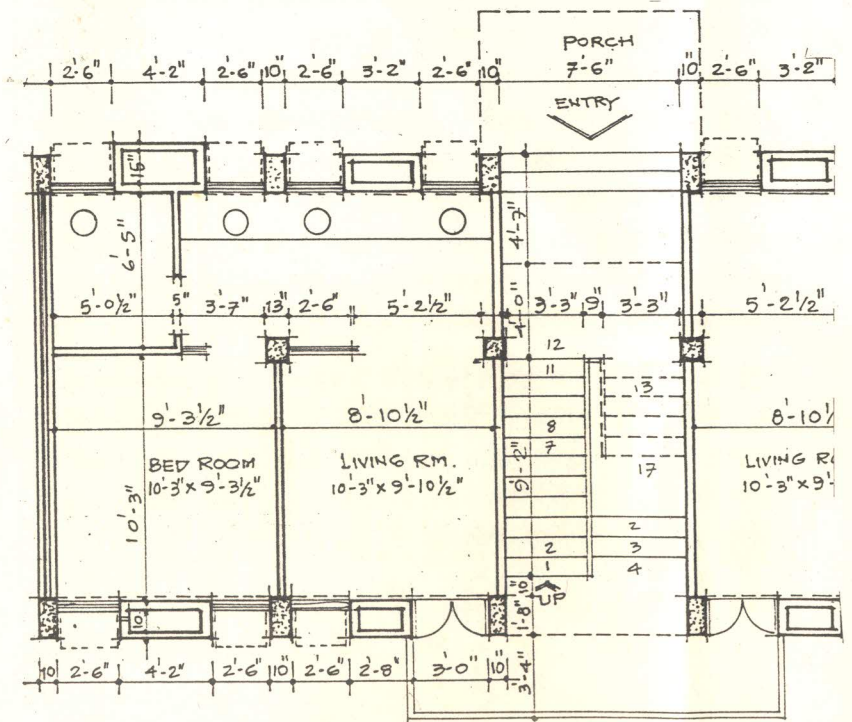 PORCH
2'-6" 4'-2" 2'-6" 10" 2'-6" 3'-2" 2'-6" 10" 7'-6" 10" 2'-6" 3'-2"
ENTRY
15"
6'-5"
4'-7"
5'-0½" 5" 3'-7" 13" 2'-6" 5'-2½" 4'-0" 3'-3" 9" 3'-3" 5'-2½"
12
11
13
9'-3½" 8'-10½" 8'-10½
8
7
BED ROOM
10'-3" x 9'-3½"
LIVING RM.
10'-3" x 9'-10½"
17
LIVING R
10'-3" x 9'-
9'-2"
10'-3"
2
2 3
1 4
UP
10"
1'-8" 10"
10 2'-6" 4'-2" 2'-6" 10" 2'-6" 2'-8" 3'-0" 10"
3'-4"